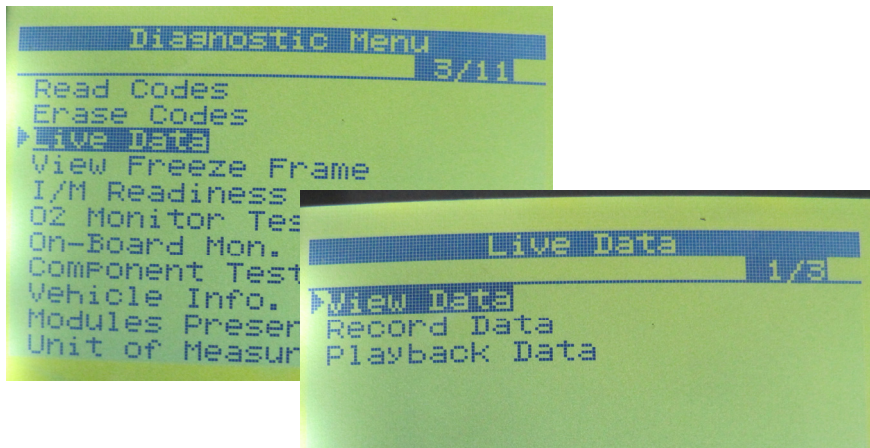 Diagnostic Menu
3/11
Read Codes
Erase Codes
Live Data
View Freeze Frame
I/M Readiness
O2 Monitor Tes
On-Board Mon.
Component Test
Vehicle Info.
Modules Presen
Unit of Measur
Live Data
1/3
View Data
Record Data
Playback Data